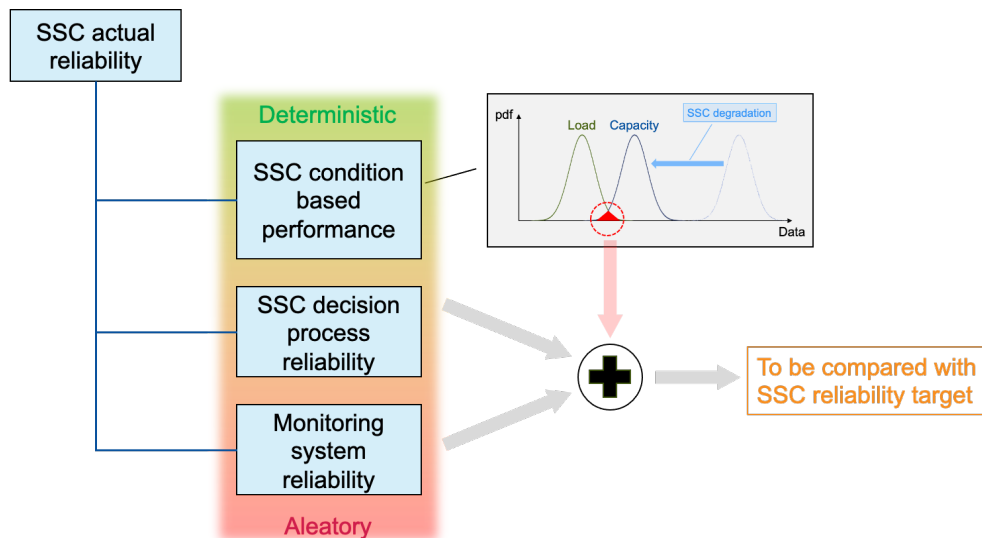 SSC actual
reliability
Deterministic
SSC condition
based
performance
pdf
Load
Capacity
SSC degradation
Data
SSC decision
process
reliability
To be compared with
SSC reliability target
Monitoring
system
reliability
Aleatory